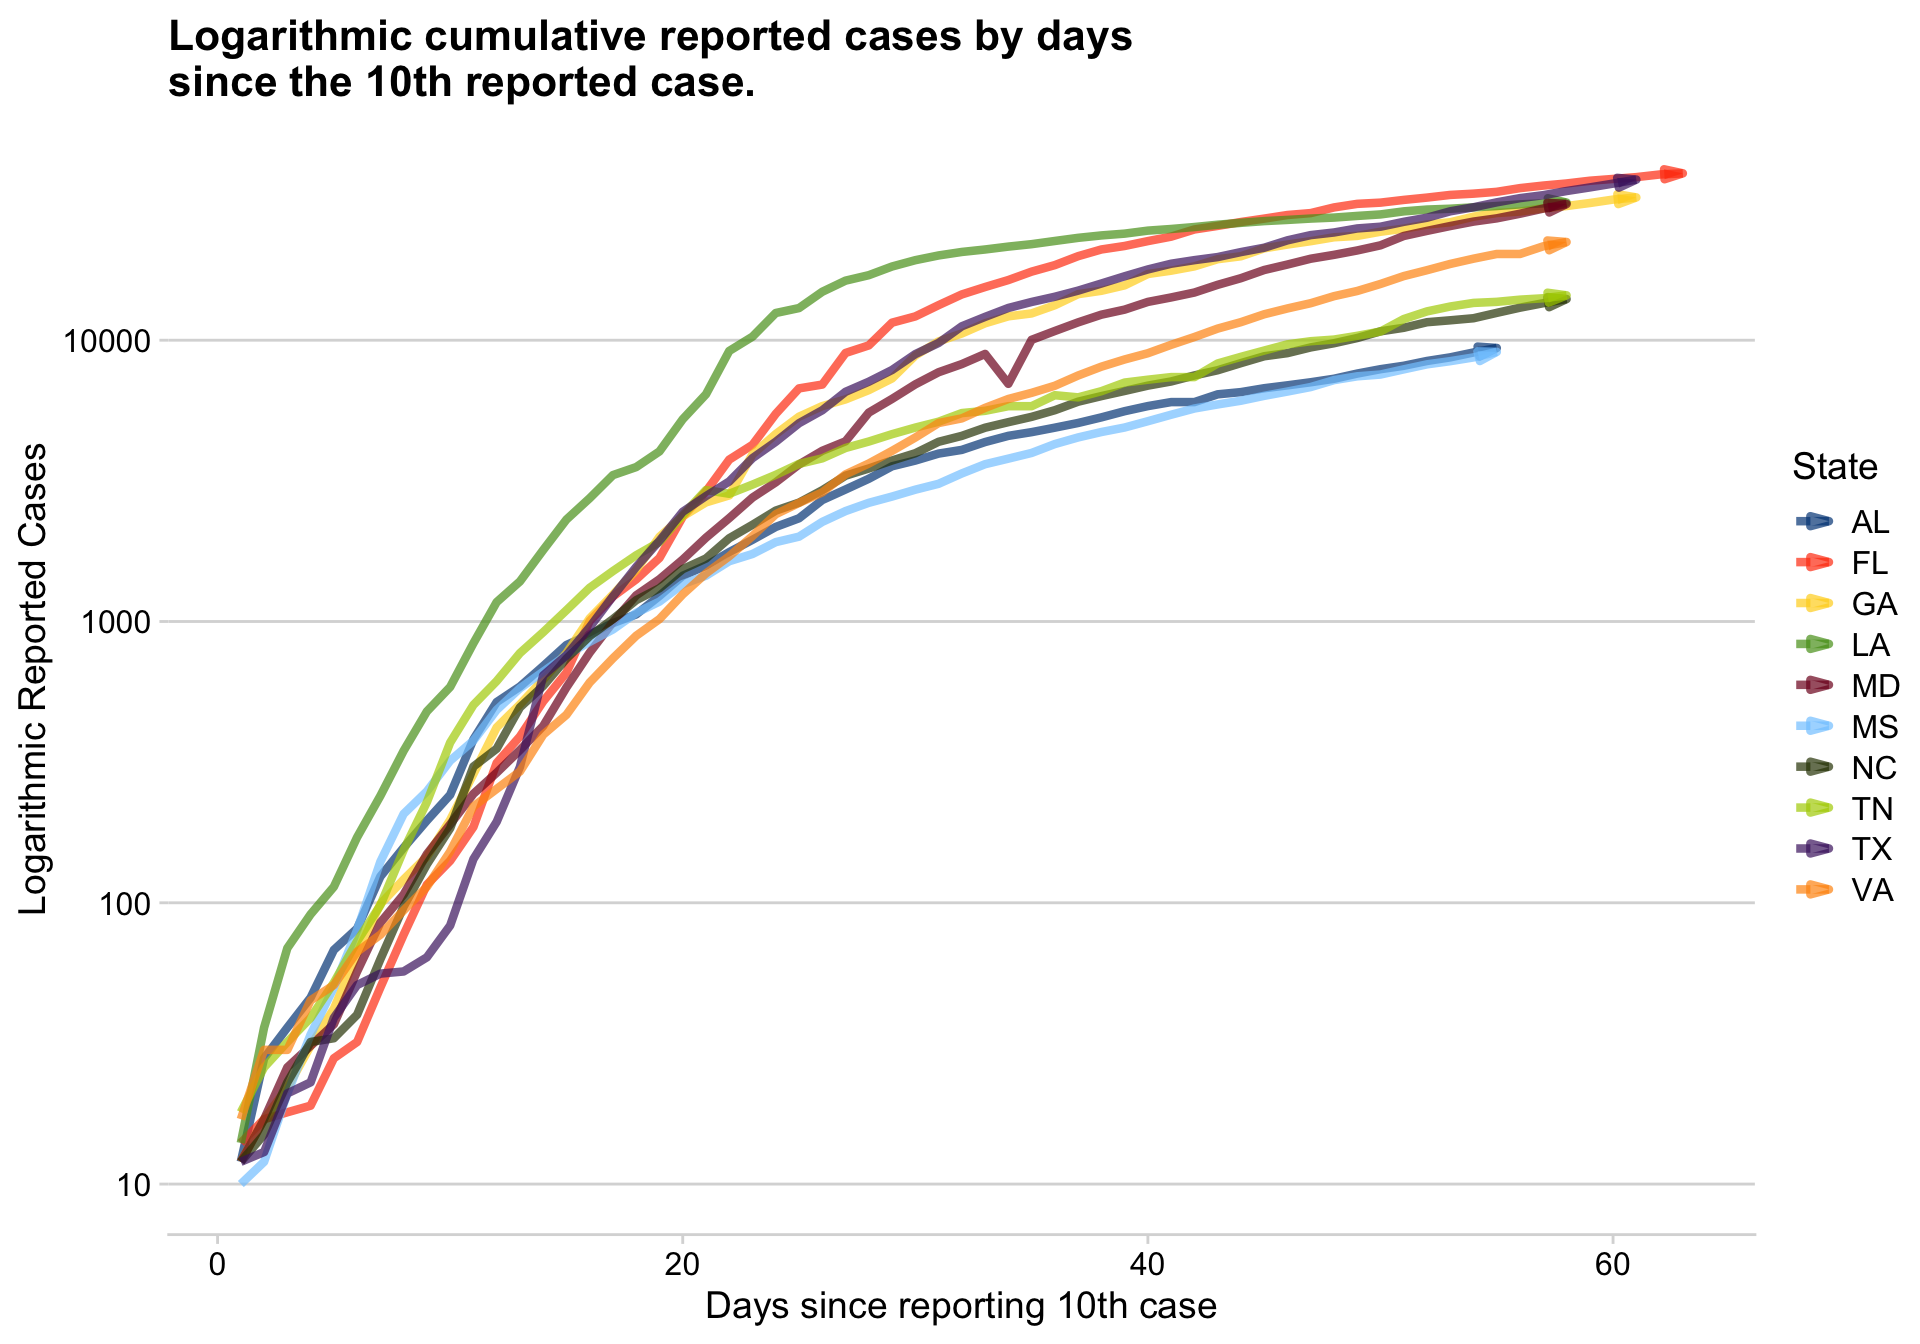 Logarithmic cumulative reported cases by days
since the 10th reported case.
Logarithmic Reported Cases
10000
1000
100
10
0
20
40
60
Days since reporting 10th case
State
AL
FL
GA
LA
MD
MS
NC
TN
TX
VA